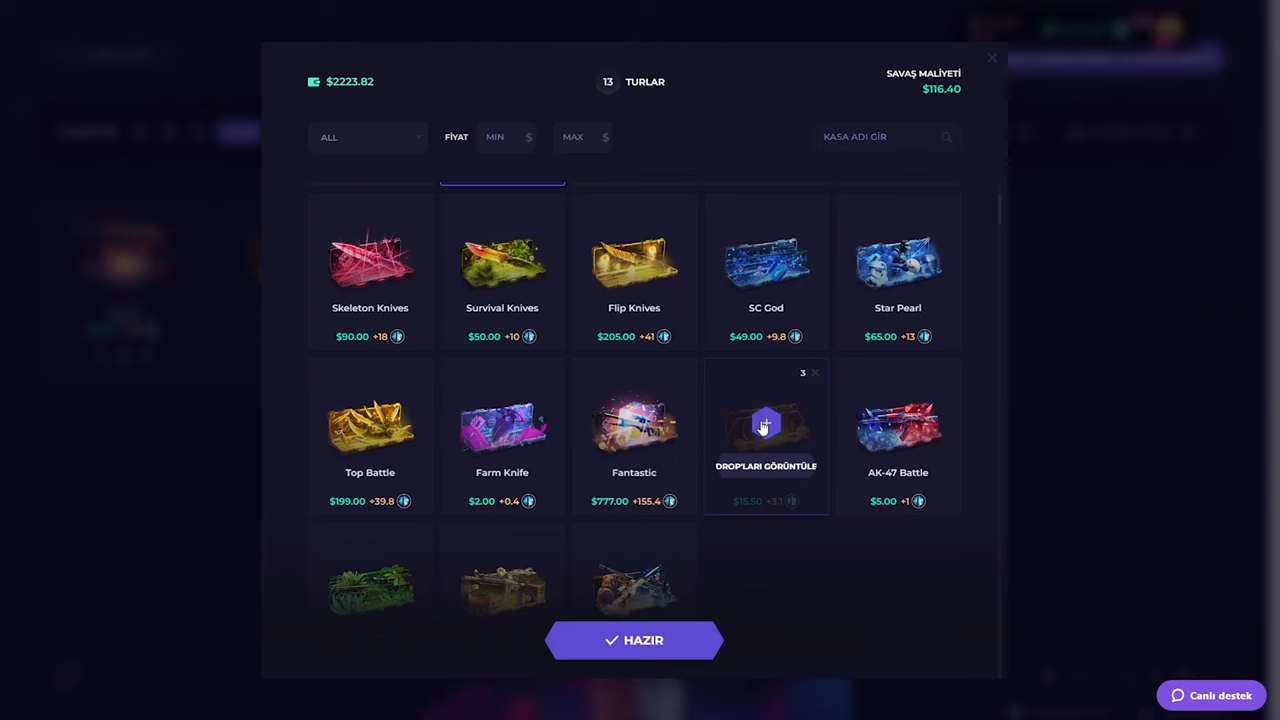 $2223.82
13 TURLAR
SAVAŞ MALİYETİ
$116.40
ALL
FİYAT
MIN $
MAX $
KASA ADI GİR
Skeleton Knives
$90.00 +18
Survival Knives
$50.00 +10
Flip Knives
$205.00 +41
SC God
$49.00 +9.8
Star Pearl
$65.00 +13
Top Battle
$199.00 +39.8
Farm Knife
$2.00 +0.4
Fantastic
$777.00 +155.4
3
DROP'LARI GÖRÜNTÜLE
$15.50 +3.1
AK-47 Battle
$5.00 +1
HAZIR
Canlı destek